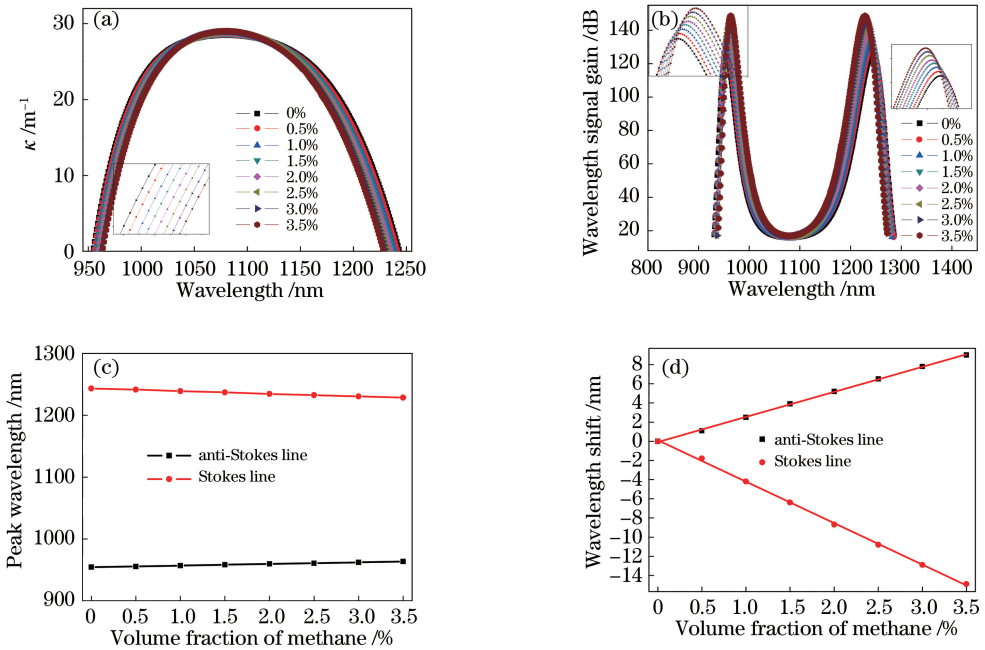 (a)
30
20
10
0
κ /m⁻¹
0%
0.5%
1.0%
1.5%
2.0%
2.5%
3.0%
3.5%
950 1000 1050 1100 1150 1200 1250
Wavelength /nm
(b)
140
120
100
80
60
40
20
Wavelength signal gain /dB
0%
0.5%
1.0%
1.5%
2.0%
2.5%
3.0%
3.5%
800 900 1000 1100 1200 1300 1400
Wavelength /nm
(c)
1300
1200
1100
1000
900
Peak wavelength /nm
anti-Stokes line
Stokes line
0 0.5 1.0 1.5 2.0 2.5 3.0 3.5
Volume fraction of methane /%
(d)
8
6
4
2
0
−2
−4
−6
−8
−10
−12
−14
Wavelength shift /nm
anti-Stokes line
Stokes line
0 0.5 1.0 1.5 2.0 2.5 3.0 3.5
Volume fraction of methane /%